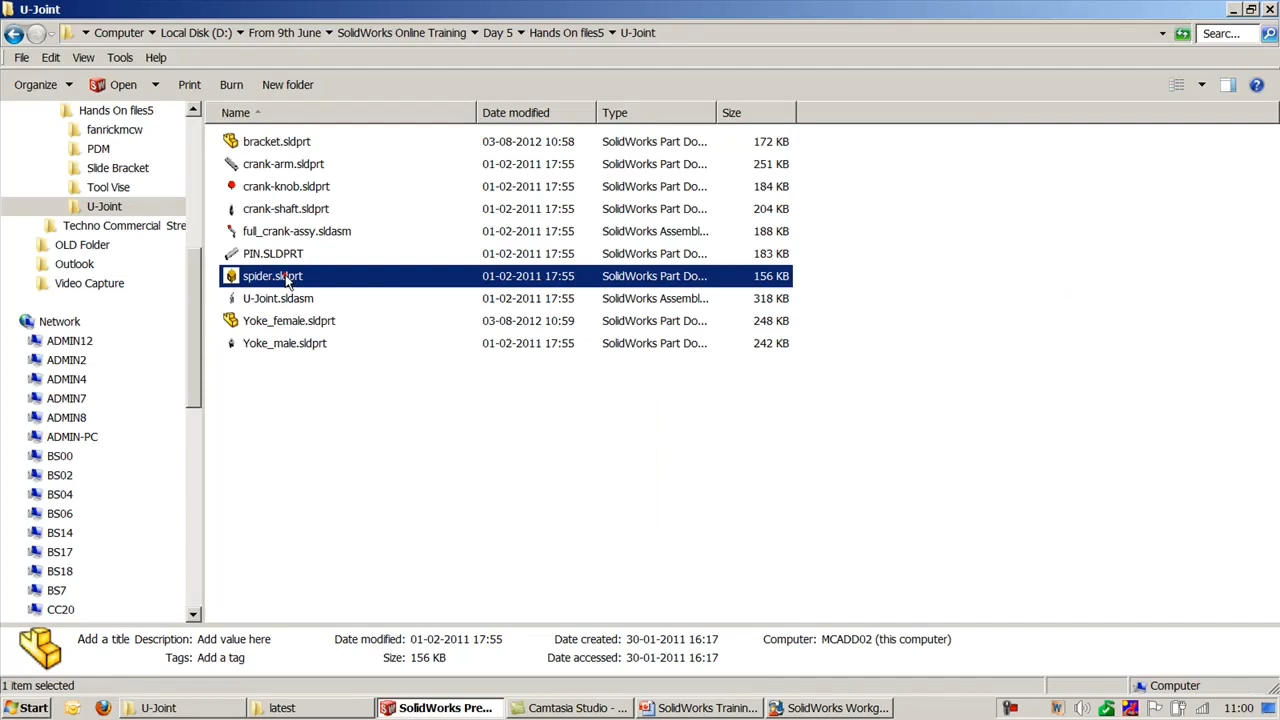 U-Joint
Computer Local Disk (D:) From 9th June SolidWorks Online Training Day 5 Hands On files5 U-Joint Searc...
File Edit View Tools Help
Organize Open Print Burn New folder
Hands On files5
fanrickmcw
PDM
Slide Bracket
Tool Vise
U-Joint
Techno Commercial Stre
OLD Folder
Outlook
Video Capture
Network
ADMIN12
ADMIN2
ADMIN4
ADMIN7
ADMIN8
ADMIN-PC
BS00
BS02
BS04
BS06
BS14
BS17
BS18
BS7
CC20
Name Date modified Type Size
bracket.sldprt 03-08-2012 10:58 SolidWorks Part Do... 172 KB
crank-arm.sldprt 01-02-2011 17:55 SolidWorks Part Do... 251 KB
crank-knob.sldprt 01-02-2011 17:55 SolidWorks Part Do... 184 KB
crank-shaft.sldprt 01-02-2011 17:55 SolidWorks Part Do... 204 KB
full_crank-assy.sldasm 01-02-2011 17:55 SolidWorks Assembl... 188 KB
PIN.SLDPRT 01-02-2011 17:55 SolidWorks Part Do... 183 KB
spider.sldprt 01-02-2011 17:55 SolidWorks Part Do... 156 KB
U-Joint.sldasm 01-02-2011 17:55 SolidWorks Assembl... 318 KB
Yoke_female.sldprt 03-08-2012 10:59 SolidWorks Part Do... 248 KB
Yoke_male.sldprt 01-02-2011 17:55 SolidWorks Part Do... 242 KB
Add a title Description: Add value here Date modified: 01-02-2011 17:55 Date created: 30-01-2011 16:17 Computer: MCADD02 (this computer)
Tags: Add a tag Size: 156 KB Date accessed: 30-01-2011 16:17
1 item selected Computer
Start U-Joint latest SolidWorks Pre... Camtasia Studio - ... SolidWorks Trainin... SolidWorks Workg... 11:00